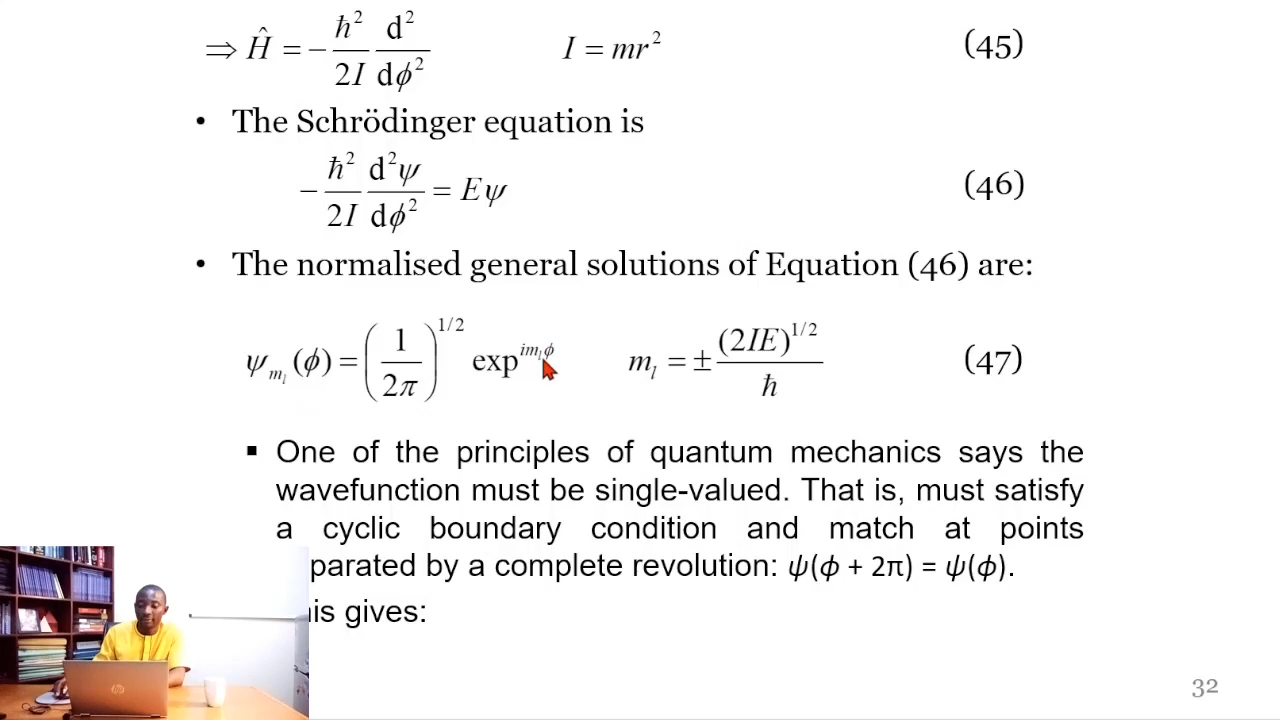 ⇒ Ĥ = − ħ²/2I d²/dϕ²    I = mr²    (45)
• The Schrödinger equation is
− ħ²/2I d²ψ/dϕ² = Eψ    (46)
• The normalised general solutions of Equation (46) are:
ψ_{m_l}(ϕ) = (1/2π)^{1/2} exp^{im_lϕ}    m_l = ± (2IE)^{1/2}/ħ    (47)
▪ One of the principles of quantum mechanics says the
wavefunction must be single-valued. That is, must satisfy
a cyclic boundary condition and match at points
parated by a complete revolution: ψ(ϕ + 2π) = ψ(ϕ).
is gives:
32